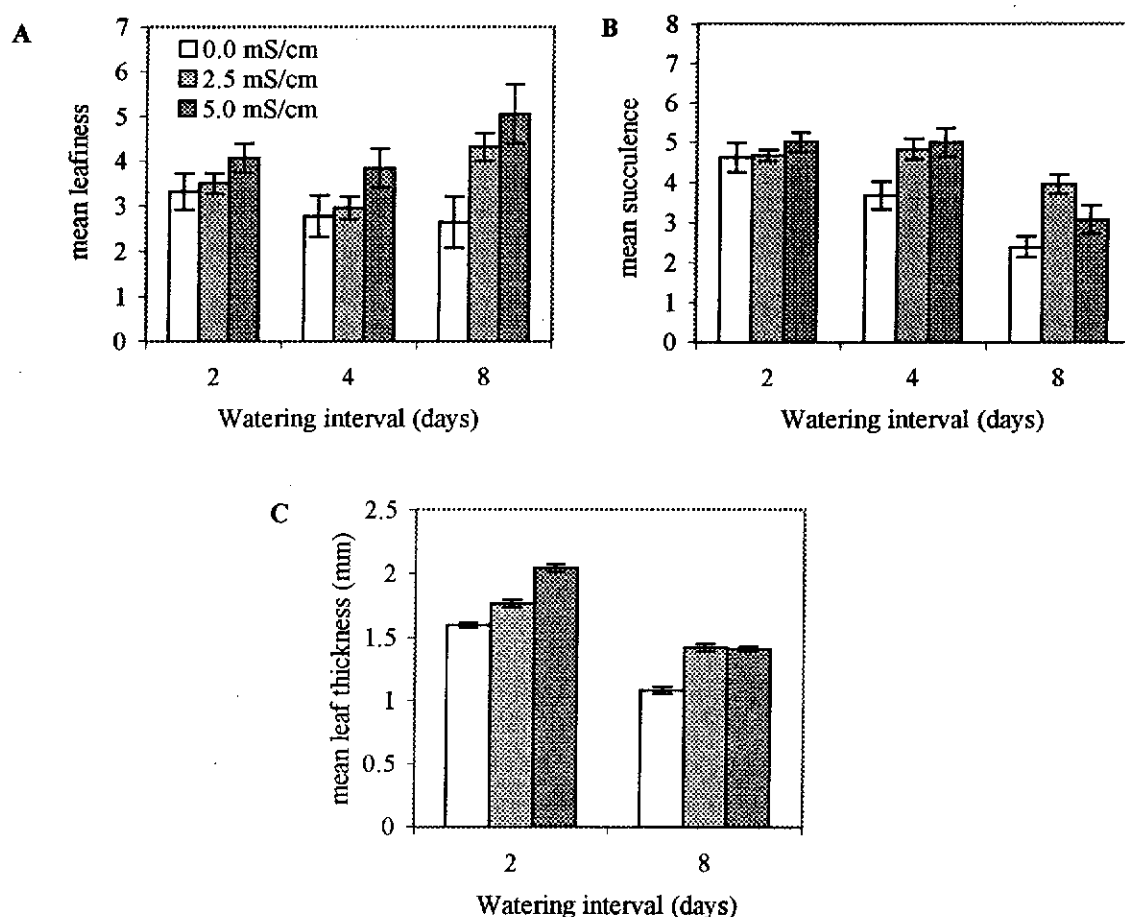 A
mean leafiness
7
6
5
4
3
2
1
0
0.0 mS/cm
2.5 mS/cm
5.0 mS/cm
2 4 8
Watering interval (days)
B
mean succulence
8
7
6
5
4
3
2
1
0
2 4 8
Watering interval (days)
C
mean leaf thickness (mm)
2.5
2
1.5
1
0.5
0
2 8
Watering interval (days)